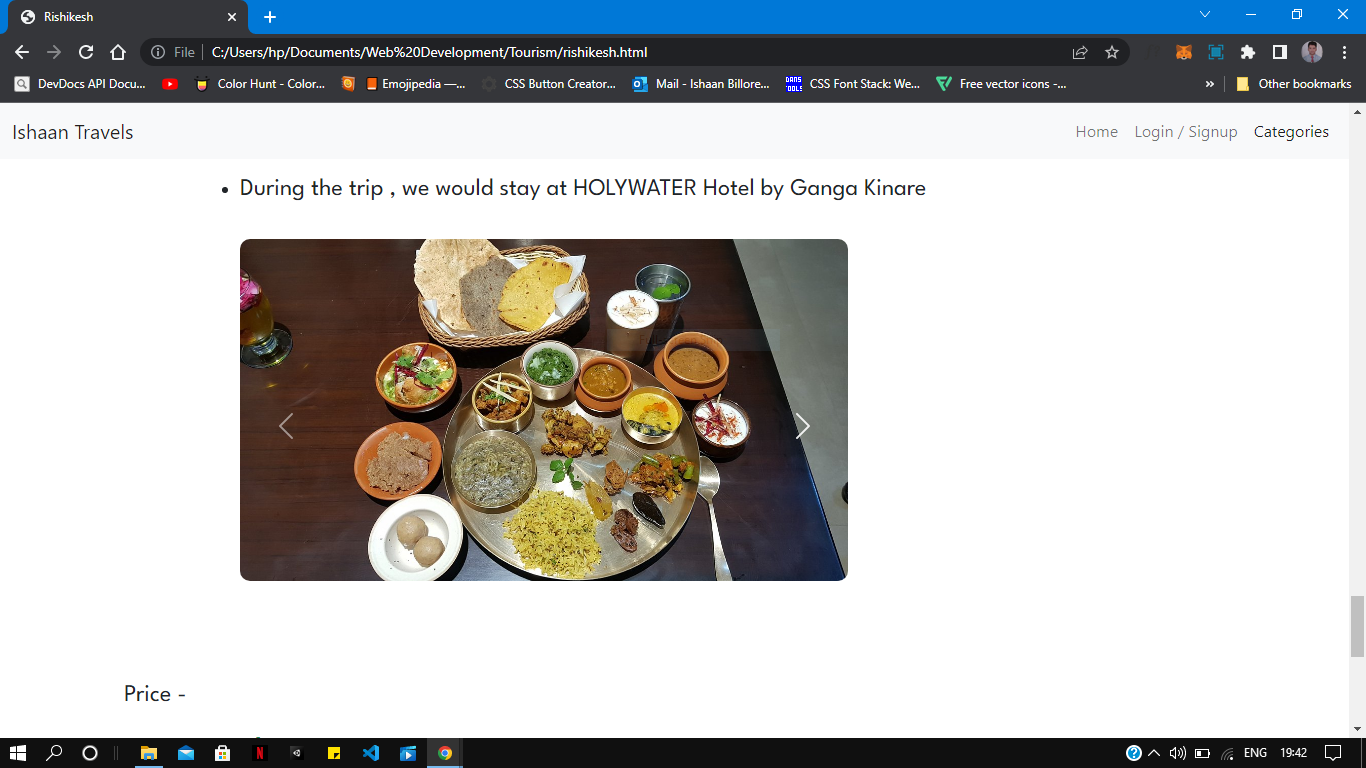 Rishikesh
File
C:/Users/hp/Documents/Web%20Development/Tourism/rishikesh.html
DevDocs API Docu...
Color Hunt - Color...
Emojipedia —...
CSS Button Creator...
Mail - Ishaan Billore...
DANS TOOLS
CSS Font Stack: We...
Free vector icons -...
»
Other bookmarks
Ishaan Travels
Home
Login / Signup
Categories
• During the trip , we would stay at HOLYWATER Hotel by Ganga Kinare
Price -
ENG
19:42